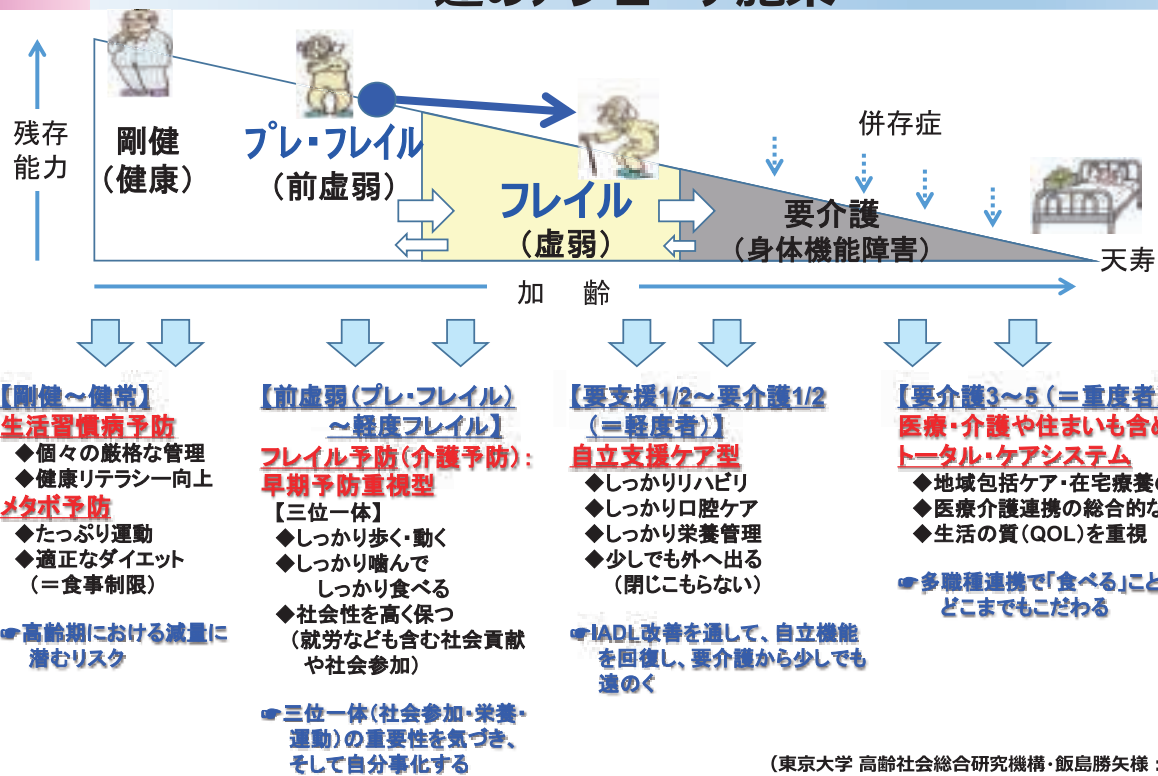 残存
能力
剛健
（健康）
プレ・フレイル
（前虚弱）
フレイル
（虚弱）
併存症
要介護
（身体機能障害）
天寿
加　齢
【剛健～健常】
生活習慣病予防
◆個々の厳格な管理
◆健康リテラシー向上
メタボ予防
◆たっぷり運動
◆適正なダイエット
（＝食事制限）
☛高齢期における減量に
潜むリスク
【前虚弱（プレ・フレイル）
～軽度フレイル】
フレイル予防（介護予防）：
早期予防重視型
【三位一体】
◆しっかり歩く・動く
◆しっかり噛んで
しっかり食べる
◆社会性を高く保つ
（就労なども含む社会貢献
や社会参加）
☛三位一体（社会参加・栄養・
運動）の重要性を気づき、
そして自分事化する
【要支援1/2～要介護1/2
（＝軽度者）】
自立支援ケア型
◆しっかりリハビリ
◆しっかり口腔ケア
◆しっかり栄養管理
◆少しでも外へ出る
（閉じこもらない）
☛IADL改善を通して、自立機能
を回復し、要介護から少しでも
遠のく
【要介護3～5（＝重度者
医療・介護や住まいも含め
トータル・ケアシステム
◆地域包括ケア・在宅療養の
◆医療介護連携の総合的な
◆生活の質（QOL）を重視
☛多職種連携で「食べる」こと
どこまでもこだわる
（東京大学 高齢社会総合研究機構・飯島勝矢様：